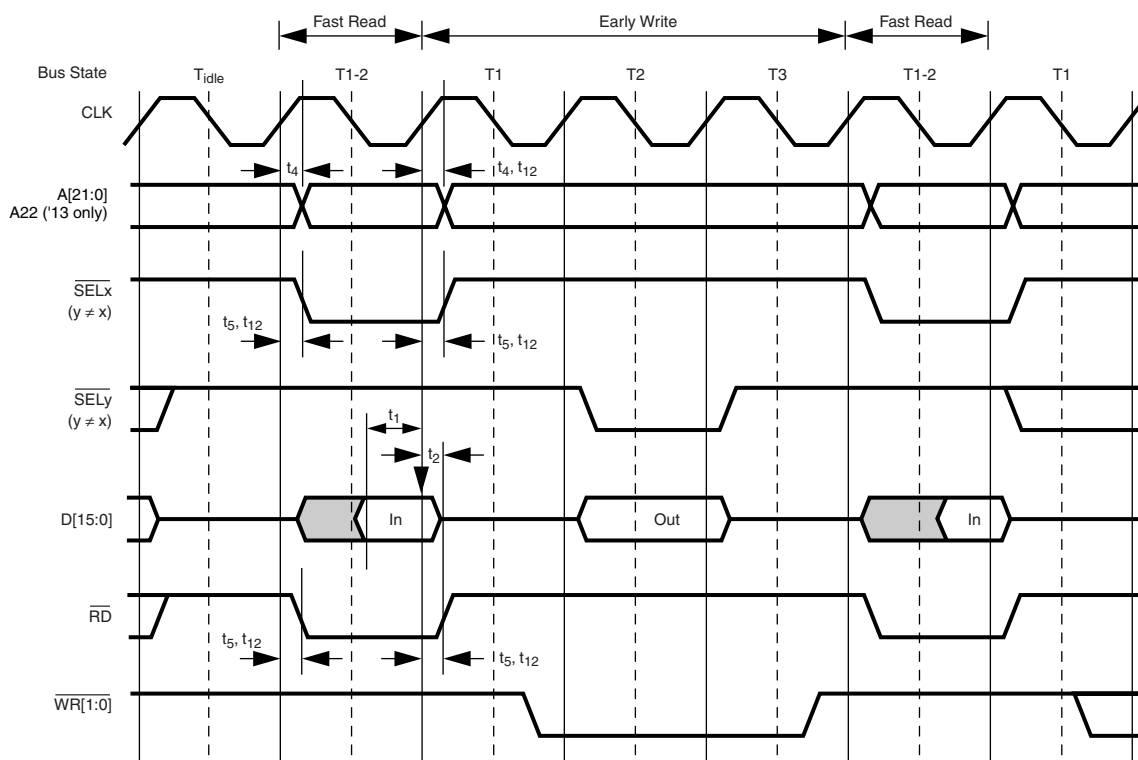 Fast Read Early Write Fast Read
Bus State T_idle T1-2 T1 T2 T3 T1-2 T1
CLK
t4 t4, t12
A[21:0]
A22 ('13 only)
SELx
(y ≠ x)
t5, t12 t5, t12
SELy
(y ≠ x)
t1
t2
D[15:0] In Out In
RD
t5, t12 t5, t12
WR[1:0]